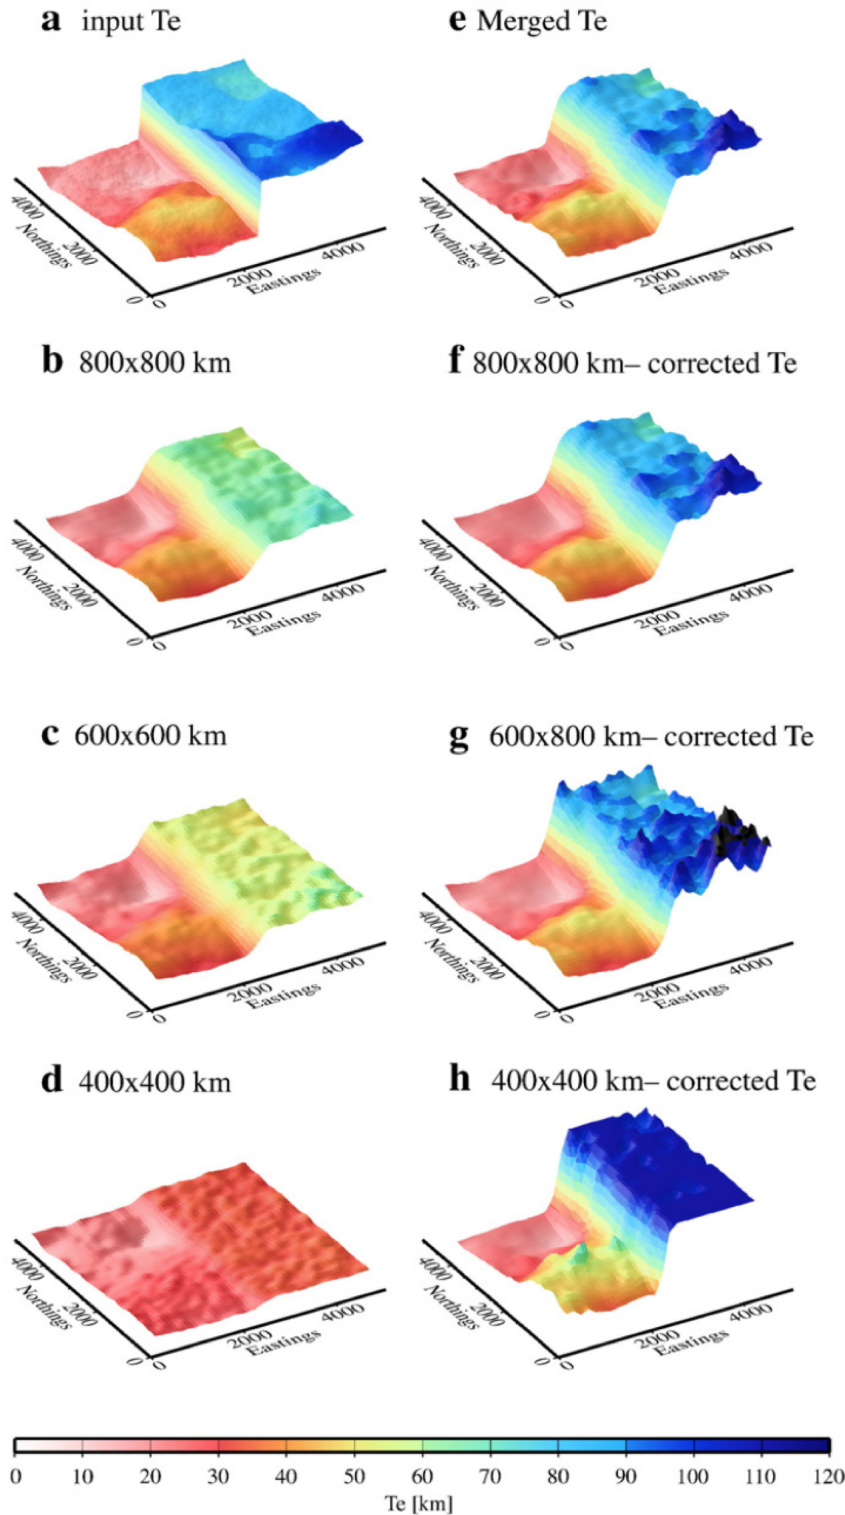 a input Te
4000
2000
0
Northings
0
2000
4000
Eastings
e Merged Te
4000
2000
0
Northings
0
2000
4000
Eastings
b 800x800 km
4000
2000
0
Northings
0
2000
4000
Eastings
f 800x800 km– corrected Te
4000
2000
0
Northings
0
2000
4000
Eastings
c 600x600 km
4000
2000
0
Northings
0
2000
4000
Eastings
g 600x800 km– corrected Te
4000
2000
0
Northings
0
2000
4000
Eastings
d 400x400 km
4000
2000
0
Northings
0
2000
4000
Eastings
h 400x400 km– corrected Te
4000
2000
0
Northings
0
2000
4000
Eastings
0 10 20 30 40 50 60 70 80 90 100 110 120
Te [km]